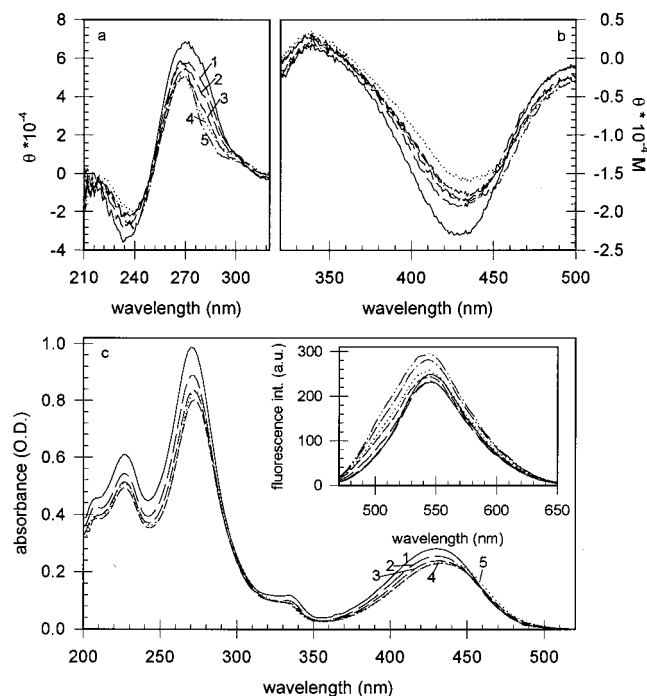 a
b
8
6
4
2
0
-2
-4
θ *10⁻⁴
1
2
3
4
5
210 240 270 300
wavelength (nm)
0.5
0.0
-0.5
-1.0
-1.5
-2.0
-2.5
θ * 10⁻⁴ M
400 450 500
wavelength (nm)
c
1.0
0.8
0.6
0.4
0.2
0.0
absorbance (O.D.)
300
200
100
0
fluorescence int. (a.u.)
500 550 600 650
wavelength (nm)
1
2
3
4
5
200 250 300 350 400 450 500
wavelength (nm)